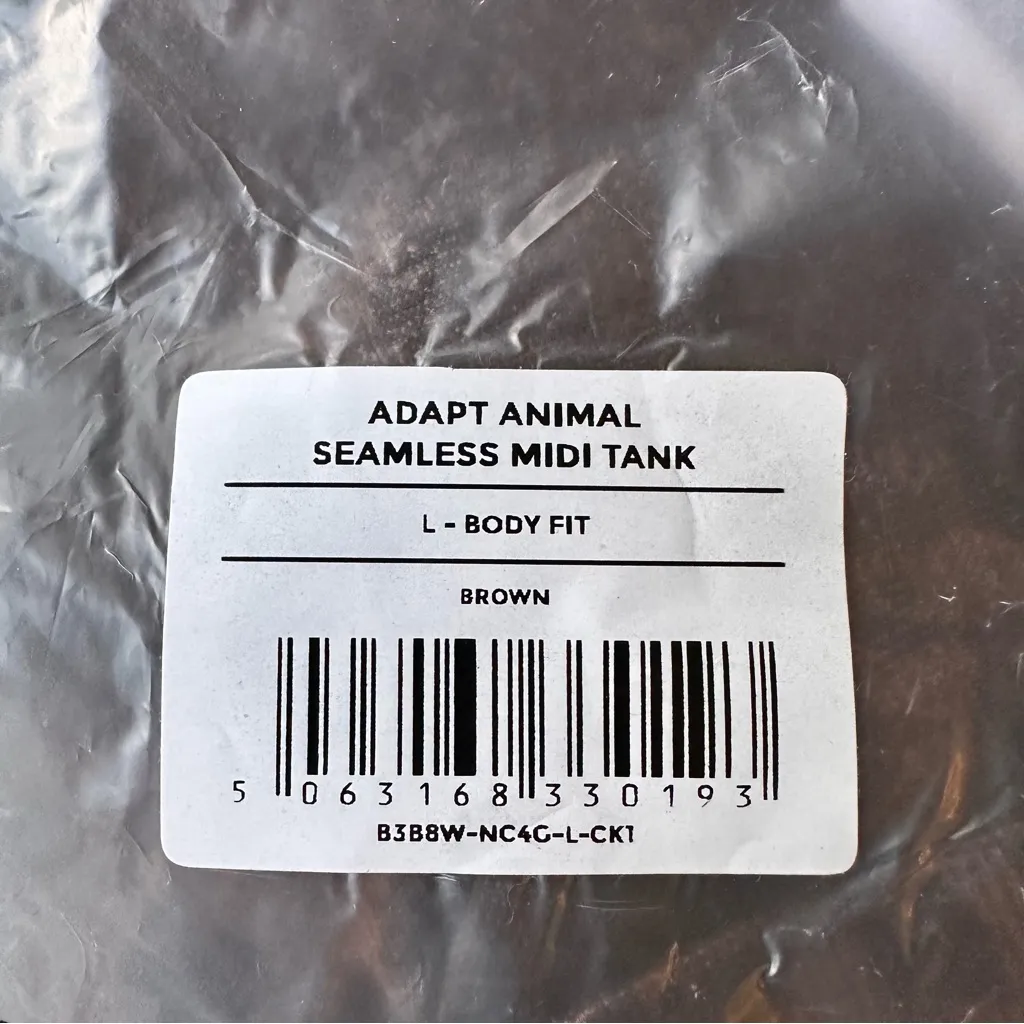 ADAPT ANIMAL
SEAMLESS MIDI TANK
L - BODY FIT
BROWN
5 063168 330193
B3B8W-NC4G-L-CK1